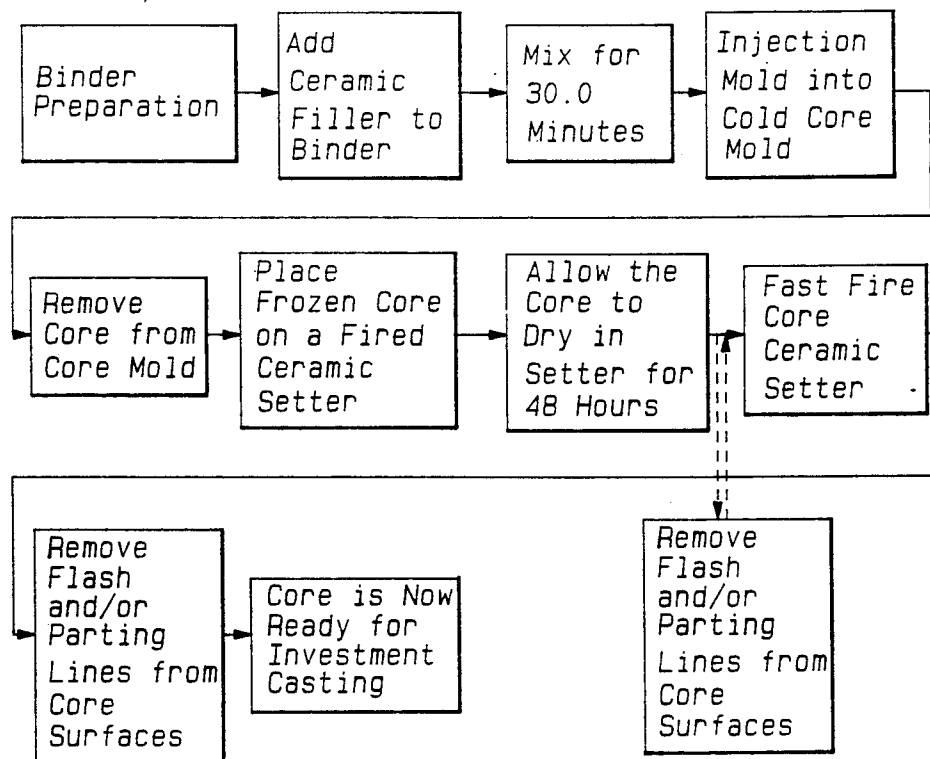 Binder
Preparation
Add
Ceramic
Filler to
Binder
Mix for
30.0
Minutes
Injection
Mold into
Cold Core
Mold
Remove
Core from
Core Mold
Place
Frozen Core
on a Fired
Ceramic
Setter
Allow the
Core to
Dry in
Setter for
48 Hours
Fast Fire
Core
Ceramic
Setter
Remove
Flash
and/or
Parting
Lines from
Core
Surfaces
Core is Now
Ready for
Investment
Casting
Remove
Flash
and/or
Parting
Lines from
Core
Surfaces